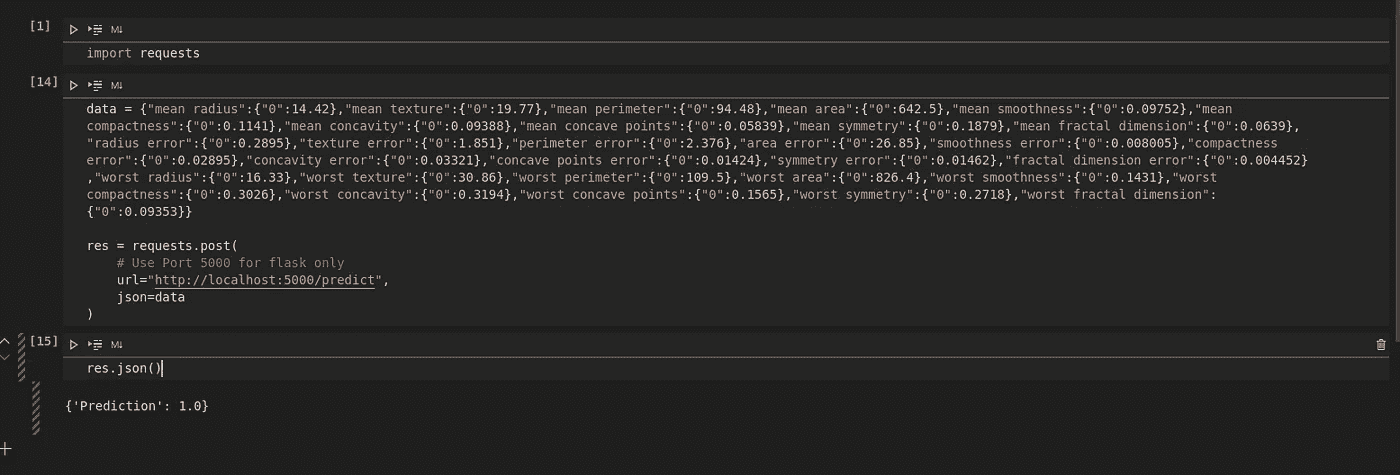 [1]
M↓
import requests
[14]
M↓
data = {"mean radius":{"0":14.42},"mean texture":{"0":19.77},"mean perimeter":{"0":94.48},"mean area":{"0":642.5},"mean smoothness":{"0":0.09752},"mean
compactness":{"0":0.1141},"mean concavity":{"0":0.09388},"mean concave points":{"0":0.05839},"mean symmetry":{"0":0.1879},"mean fractal dimension":{"0":0.0639},
"radius error":{"0":0.2895},"texture error":{"0":1.851},"perimeter error":{"0":2.376},"area error":{"0":26.85},"smoothness error":{"0":0.008005},"compactness
error":{"0":0.02895},"concavity error":{"0":0.03321},"concave points error":{"0":0.01424},"symmetry error":{"0":0.01462},"fractal dimension error":{"0":0.004452}
,"worst radius":{"0":16.33},"worst texture":{"0":30.86},"worst perimeter":{"0":109.5},"worst area":{"0":826.4},"worst smoothness":{"0":0.1431},"worst
compactness":{"0":0.3026},"worst concavity":{"0":0.3194},"worst concave points":{"0":0.1565},"worst symmetry":{"0":0.2718},"worst fractal dimension":
{"0":0.09353}}
res = requests.post(
# Use Port 5000 for flask only
url="http://localhost:5000/predict",
json=data
)
[15]
M↓
res.json()
{'Prediction': 1.0}